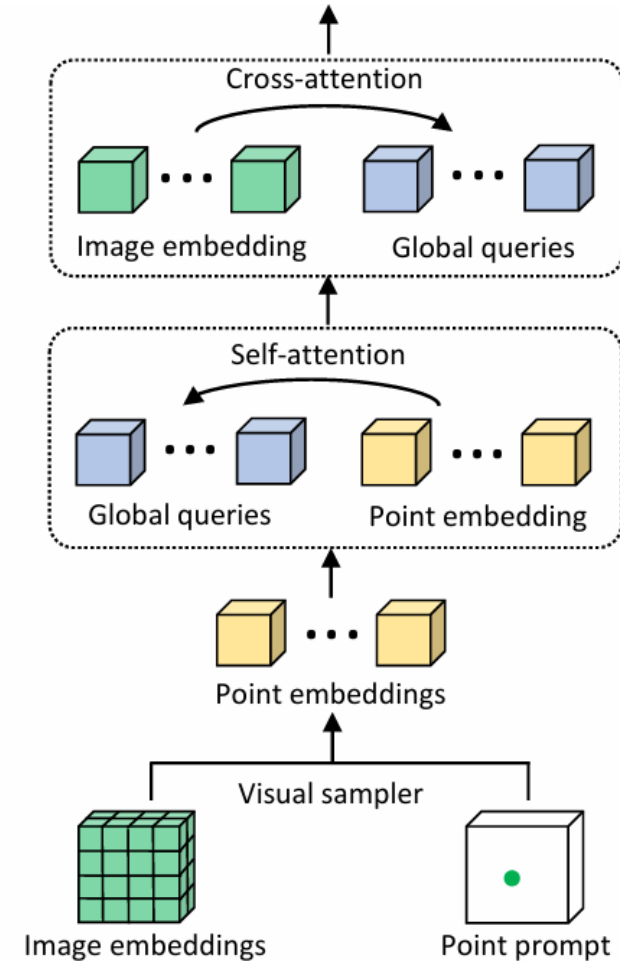 Cross-attention
Image embedding
Global queries
Self-attention
Global queries
Point embedding
Point embeddings
Visual sampler
Image embeddings
Point prompt